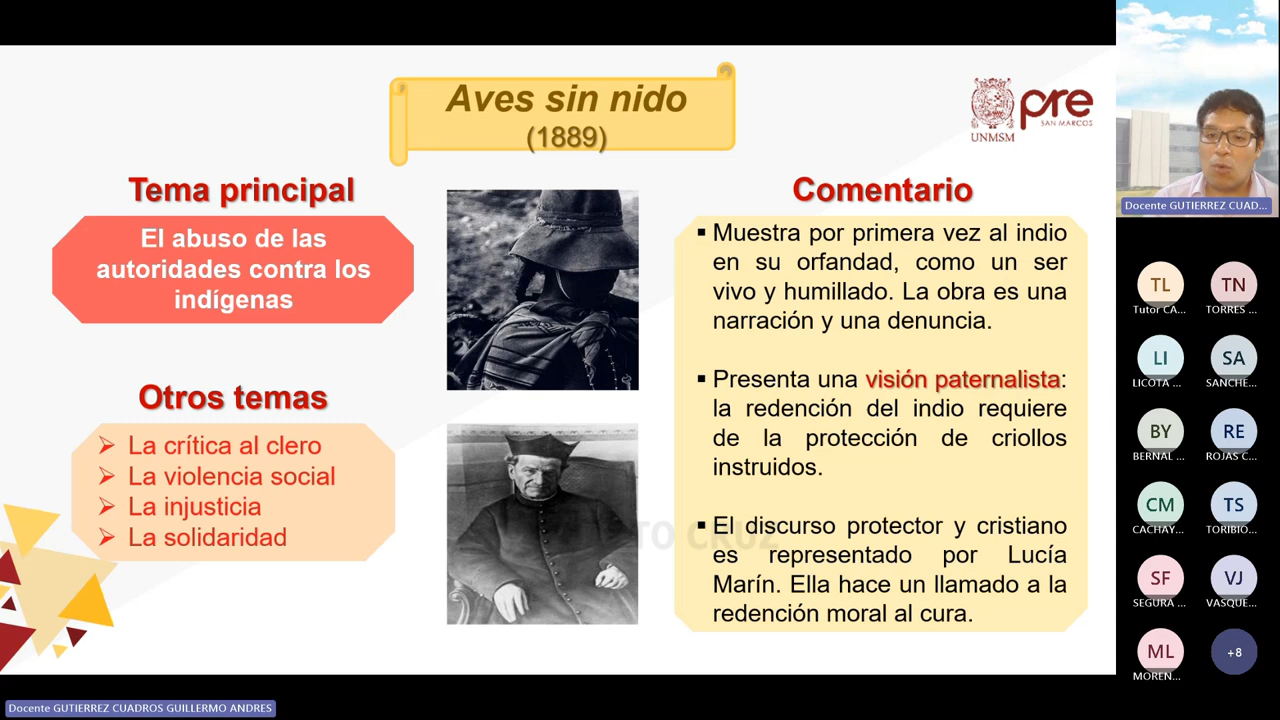 Aves sin nido
(1889)
UNMSM
pre
SAN MARCOS
Tema principal
El abuso de las
autoridades contra los
indígenas
Otros temas
➢ La crítica al clero
➢ La violencia social
➢ La injusticia
➢ La solidaridad
Comentario
▪ Muestra por primera vez al indio
en su orfandad, como un ser
vivo y humillado. La obra es una
narración y una denuncia.
▪ Presenta una visión paternalista:
la redención del indio requiere
de la protección de criollos
instruidos.
▪ El discurso protector y cristiano
es representado por Lucía
Marín. Ella hace un llamado a la
redención moral al cura.
Docente GUTIERREZ CUAD...
TL
Tutor CA...
TN
TORRES ...
LI
LICOTA ...
SA
SANCHE...
BY
BERNAL ...
RE
ROJAS C...
CM
CACHAY...
TS
TORIBIO...
SF
SEGURA ...
VJ
VASQUE...
ML
MOREN...
+8
Docente GUTIERREZ CUADROS GUILLERMO ANDRES